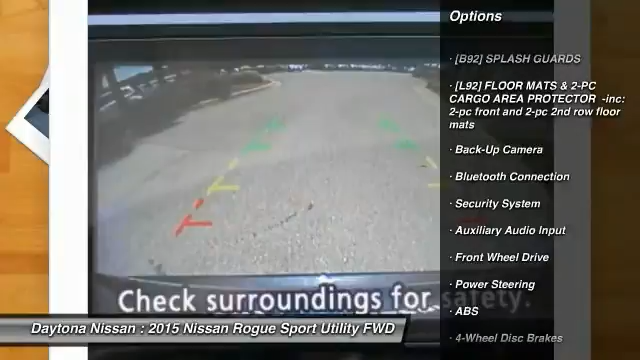 Options
· [B92] SPLASH GUARDS
· [L92] FLOOR MATS & 2-PC
CARGO AREA PROTECTOR -inc:
2-pc front and 2-pc 2nd row floor
mats
· Back-Up Camera
· Bluetooth Connection
· Security System
· Auxiliary Audio Input
· Front Wheel Drive
· Power Steering
· ABS
· 4-Wheel Disc Brakes
Check surroundings for safety.
Daytona Nissan : 2015 Nissan Rogue Sport Utility FWD